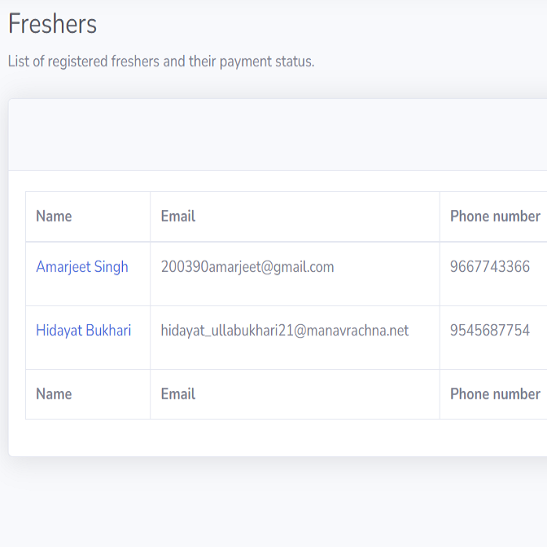 Freshers
List of registered freshers and their payment status.
Name Email Phone number
Amarjeet Singh 200390amarjeet@gmail.com 9667743366
Hidayat Bukhari hidayat_ullabukhari21@manavrachna.net 9545687754
Name Email Phone number